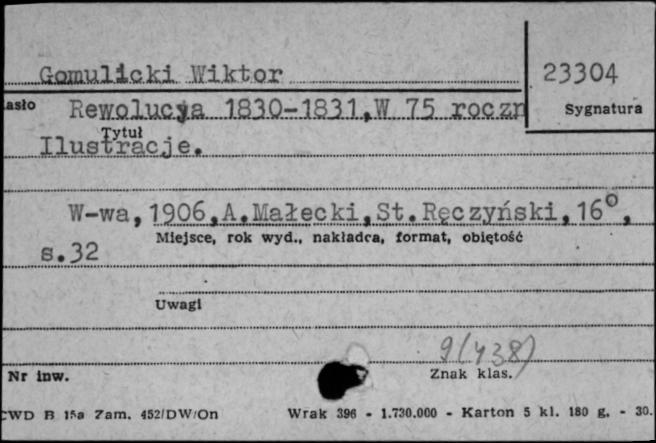 Gomulicki Wiktor
23304
asło
Rewolucya 1830-1831,W 75 roczn
Sygnatura
Tytuł
Ilustracje.
W-wa, 1906, A.Małecki, St.Ręczyński, 16°,
Miejsce, rok wyd., nakładca, format, objętość
s.32
Uwagi
9(438)
Nr inw.
Znak klas.
CWD B 15a Zam. 452/DW/On Wrak 396 - 1.730.000 - Karton 5 kl. 180 g. - 30.